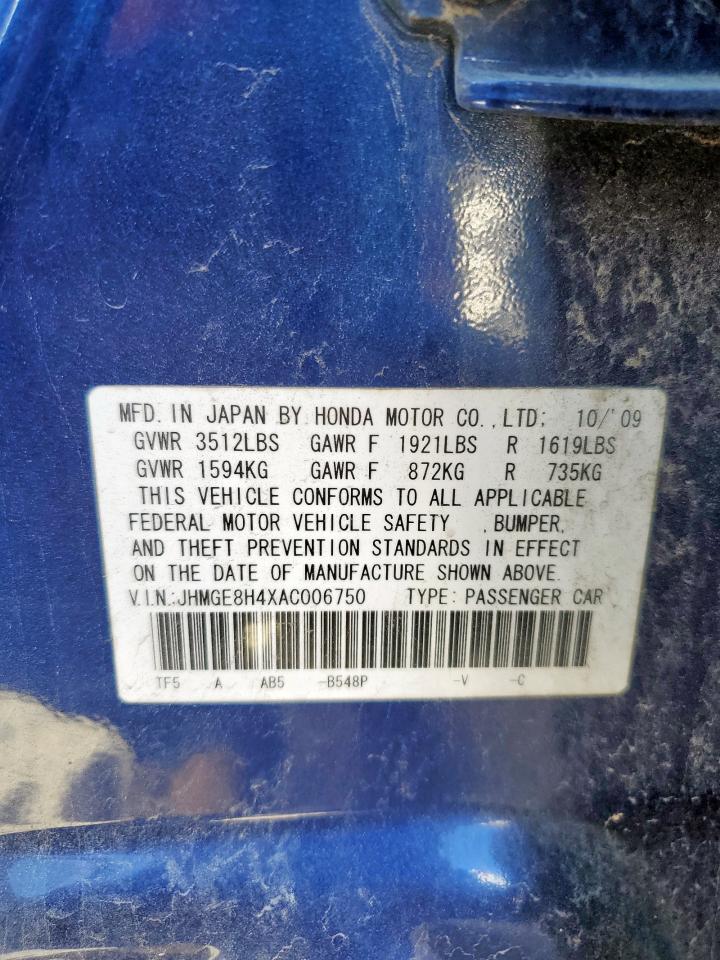 MFD. IN JAPAN BY HONDA MOTOR CO., LTD; 10/'09
GVWR 3512LBS GAWR F 1921LBS R 1619LBS
GVWR 1594KG GAWR F 872KG R 735KG
THIS VEHICLE CONFORMS TO ALL APPLICABLE
FEDERAL MOTOR VEHICLE SAFETY , BUMPER,
AND THEFT PREVENTION STANDARDS IN EFFECT
ON THE DATE OF MANUFACTURE SHOWN ABOVE.
V.I.N.:JHMGE8H4XAC006750 TYPE: PASSENGER CAR
TF5 A AB5 -B548P -V -C